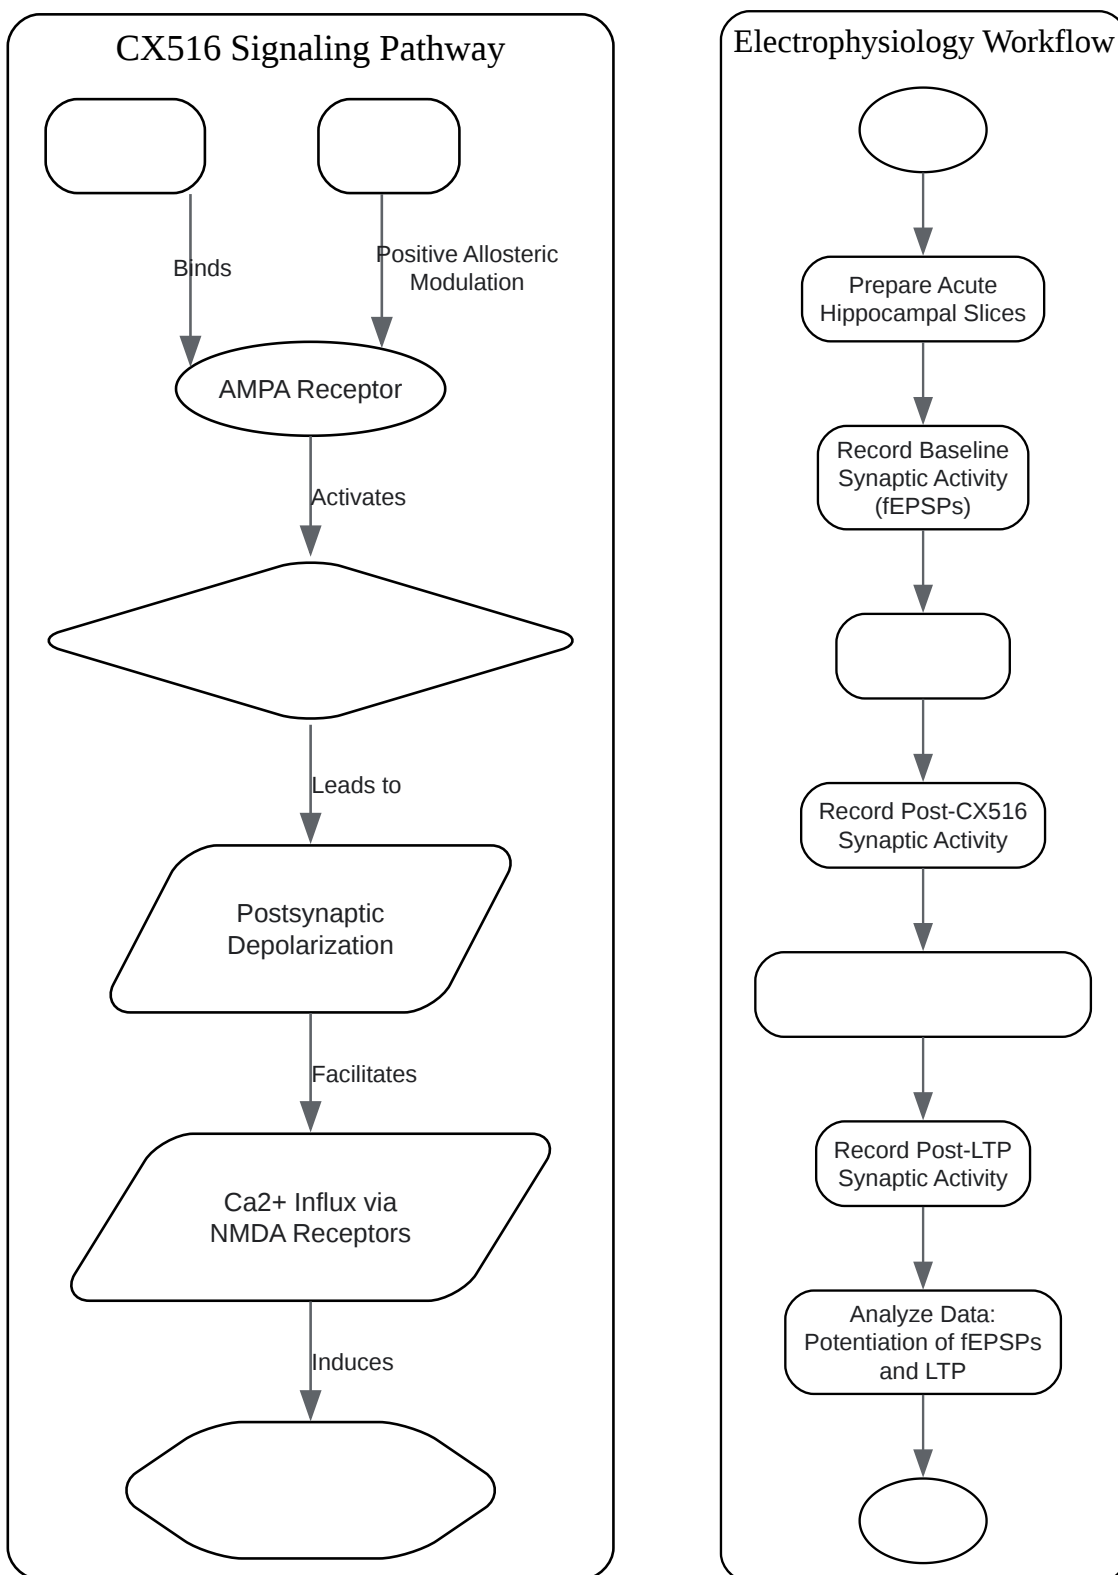 CX516 Signaling Pathway
Binds
Positive Allosteric
Modulation
AMPA Receptor
Activates
Leads to
Postsynaptic
Depolarization
Facilitates
Ca2+ Influx via
NMDA Receptors
Induces
Electrophysiology Workflow
Prepare Acute
Hippocampal Slices
Record Baseline
Synaptic Activity
(fEPSPs)
Record Post-CX516
Synaptic Activity
Record Post-LTP
Synaptic Activity
Analyze Data:
Potentiation of fEPSPs
and LTP